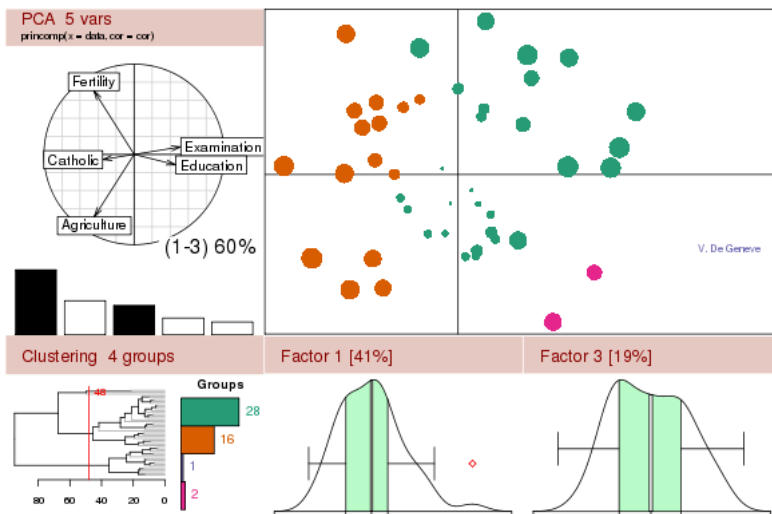 PCA 5 vars
princomp(x = data, cor = cor)
Fertility
Examination
Catholic
Education
Agriculture
(1-3) 60%
V. De Geneve
Clustering 4 groups
Factor 1 [41%]
Factor 3 [19%]
Groups
48
28
16
1
2
80 60 40 20 0